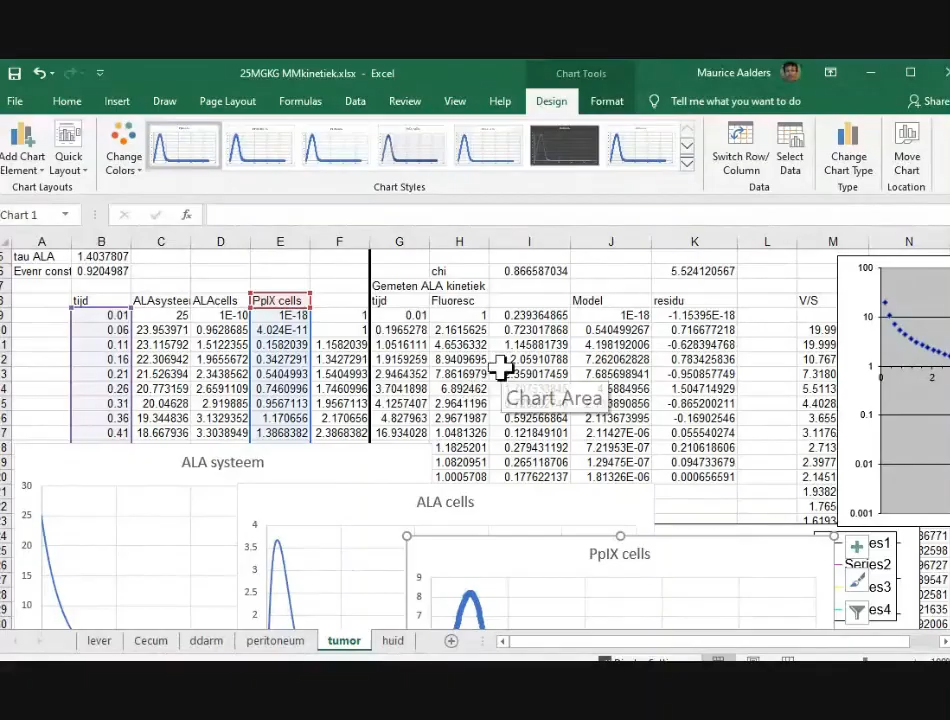 25MGKG MMkinetiek.xlsx - Excel
Chart Tools
Maurice Aalders
File Home Insert Draw Page Layout Formulas Data Review View Help Design Format Tell me what you want to do Share
Add Chart Element Quick Layout Change Colors Switch Row/ Column Select Data Change Chart Type Move Chart
Chart Layouts Chart Styles Data Type Location
Chart 1 fx
A B C D E F G H I J K L M N
tau ALA 1.4037807
Evenr const 0.9204987 chi 0.866587034 5.524120567
Gemeten ALA kinetiek
tijd ALAsysteem ALAcells PpIX cells tijd Fluoresc Model residu V/S
0.01 25 1E-10 1E-18 1 0.01 1 0.239364865 1E-18 -1.15395E-18
0.06 23.953971 0.9628685 4.024E-11 1 0.1965278 2.1615625 0.723017868 0.540499267 0.716677218 19.99
0.11 23.115792 1.5122355 0.1582039 1.1582039 1.0516111 4.6536332 1.145881739 4.198192006 -0.628394768 19.999
0.16 22.306942 1.9655672 0.3427291 1.3427291 1.9159259 8.9409695 2.05910788 7.262062828 0.783425836 10.767
0.21 21.526394 2.3438562 0.5404993 1.5404993 2.9464352 7.8616979 7.685698941 -0.950857479 7.3180
0.26 20.773159 2.6591109 0.7460996 1.7460996 3.7041898 6.892462 1.504714929 5.5113
0.31 20.04628 2.919885 0.9567113 1.9567113 4.1257407 2.9641196 -0.865200214 4.4028
0.36 19.344836 3.1329352 1.170656 2.170656 4.827963 2.9671987 0.592566864 2.113673995 -0.16902546 3.655
0.41 18.667936 3.3038949 1.3868382 2.3868382 16.934028 1.0481326 0.121849101 2.11427E-06 0.055540274 3.1176
1.1825201 0.279431192 7.21953E-07 0.210618606 2.713
1.0820951 0.265118706 1.29475E-07 0.094733679 2.3977
1.0005708 0.177622137 1.81326E-06 0.000656591 2.1451
1.9382
1.765
1.6193
Chart Area
100
10
1
0.1
0.01
0.001
0 2
ALA systeem
30
25
20
15
10
ALA cells
4
3.5
3
2.5
2
PpIX cells
9
8
7
es1
Series2
es3
es4
lever Cecum ddarm peritoneum tumor huid